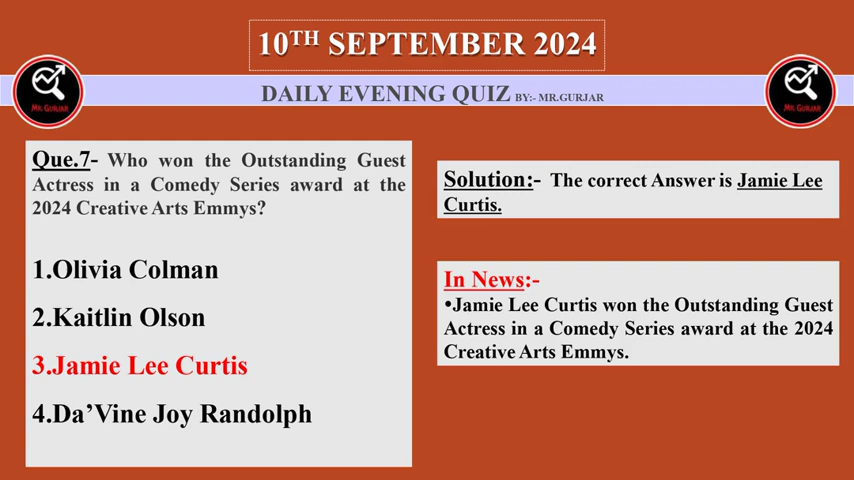 10TH SEPTEMBER 2024
DAILY EVENING QUIZ BY:- MR.GURJAR
MR.GURJAR
MR.GURJAR
Que.7- Who won the Outstanding Guest
Actress in a Comedy Series award at the
2024 Creative Arts Emmys?
1.Olivia Colman
2.Kaitlin Olson
3.Jamie Lee Curtis
4.Da’Vine Joy Randolph
Solution:- The correct Answer is Jamie Lee
Curtis.
In News:-
•Jamie Lee Curtis won the Outstanding Guest
Actress in a Comedy Series award at the 2024
Creative Arts Emmys.